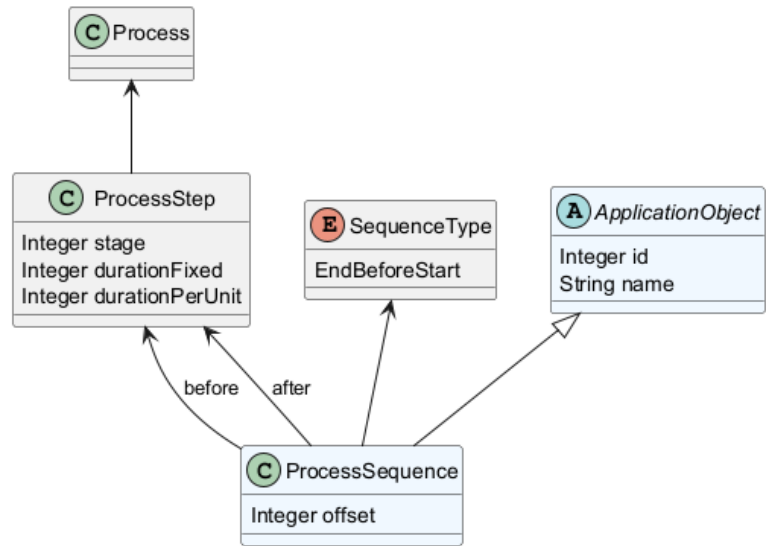 C Process
C ProcessStep
Integer stage
Integer durationFixed
Integer durationPerUnit
E SequenceType
EndBeforeStart
A ApplicationObject
Integer id
String name
before
after
C ProcessSequence
Integer offset